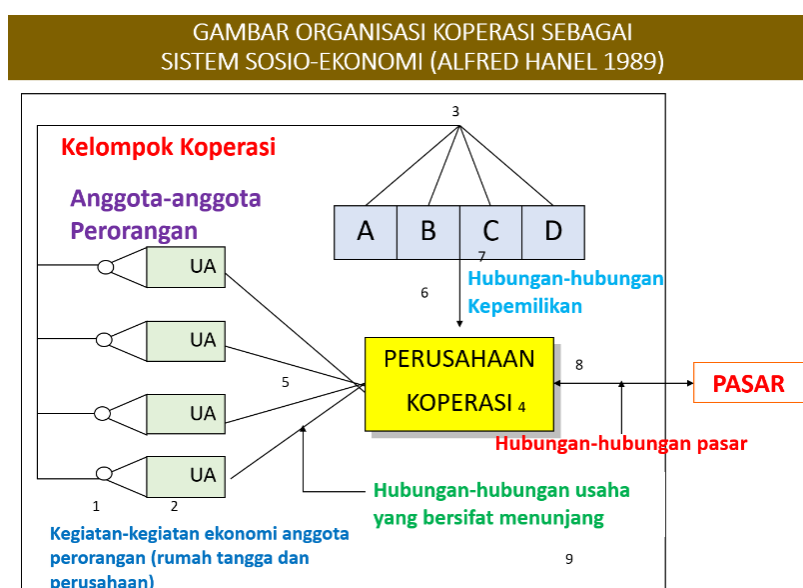 GAMBAR ORGANISASI KOPERASI SEBAGAI
SISTEM SOSIO-EKONOMI (ALFRED HANEL 1989)
3
Kelompok Koperasi
Anggota-anggota
Perorangan
A B C D
7
UA
Hubungan-hubungan
Kepemilikan
6
UA
PERUSAHAAN
KOPERASI 4
8
PASAR
5
UA
Hubungan-hubungan pasar
UA
1 2
Hubungan-hubungan usaha
yang bersifat menunjang
Kegiatan-kegiatan ekonomi anggota
perorangan (rumah tangga dan
perusahaan)
9